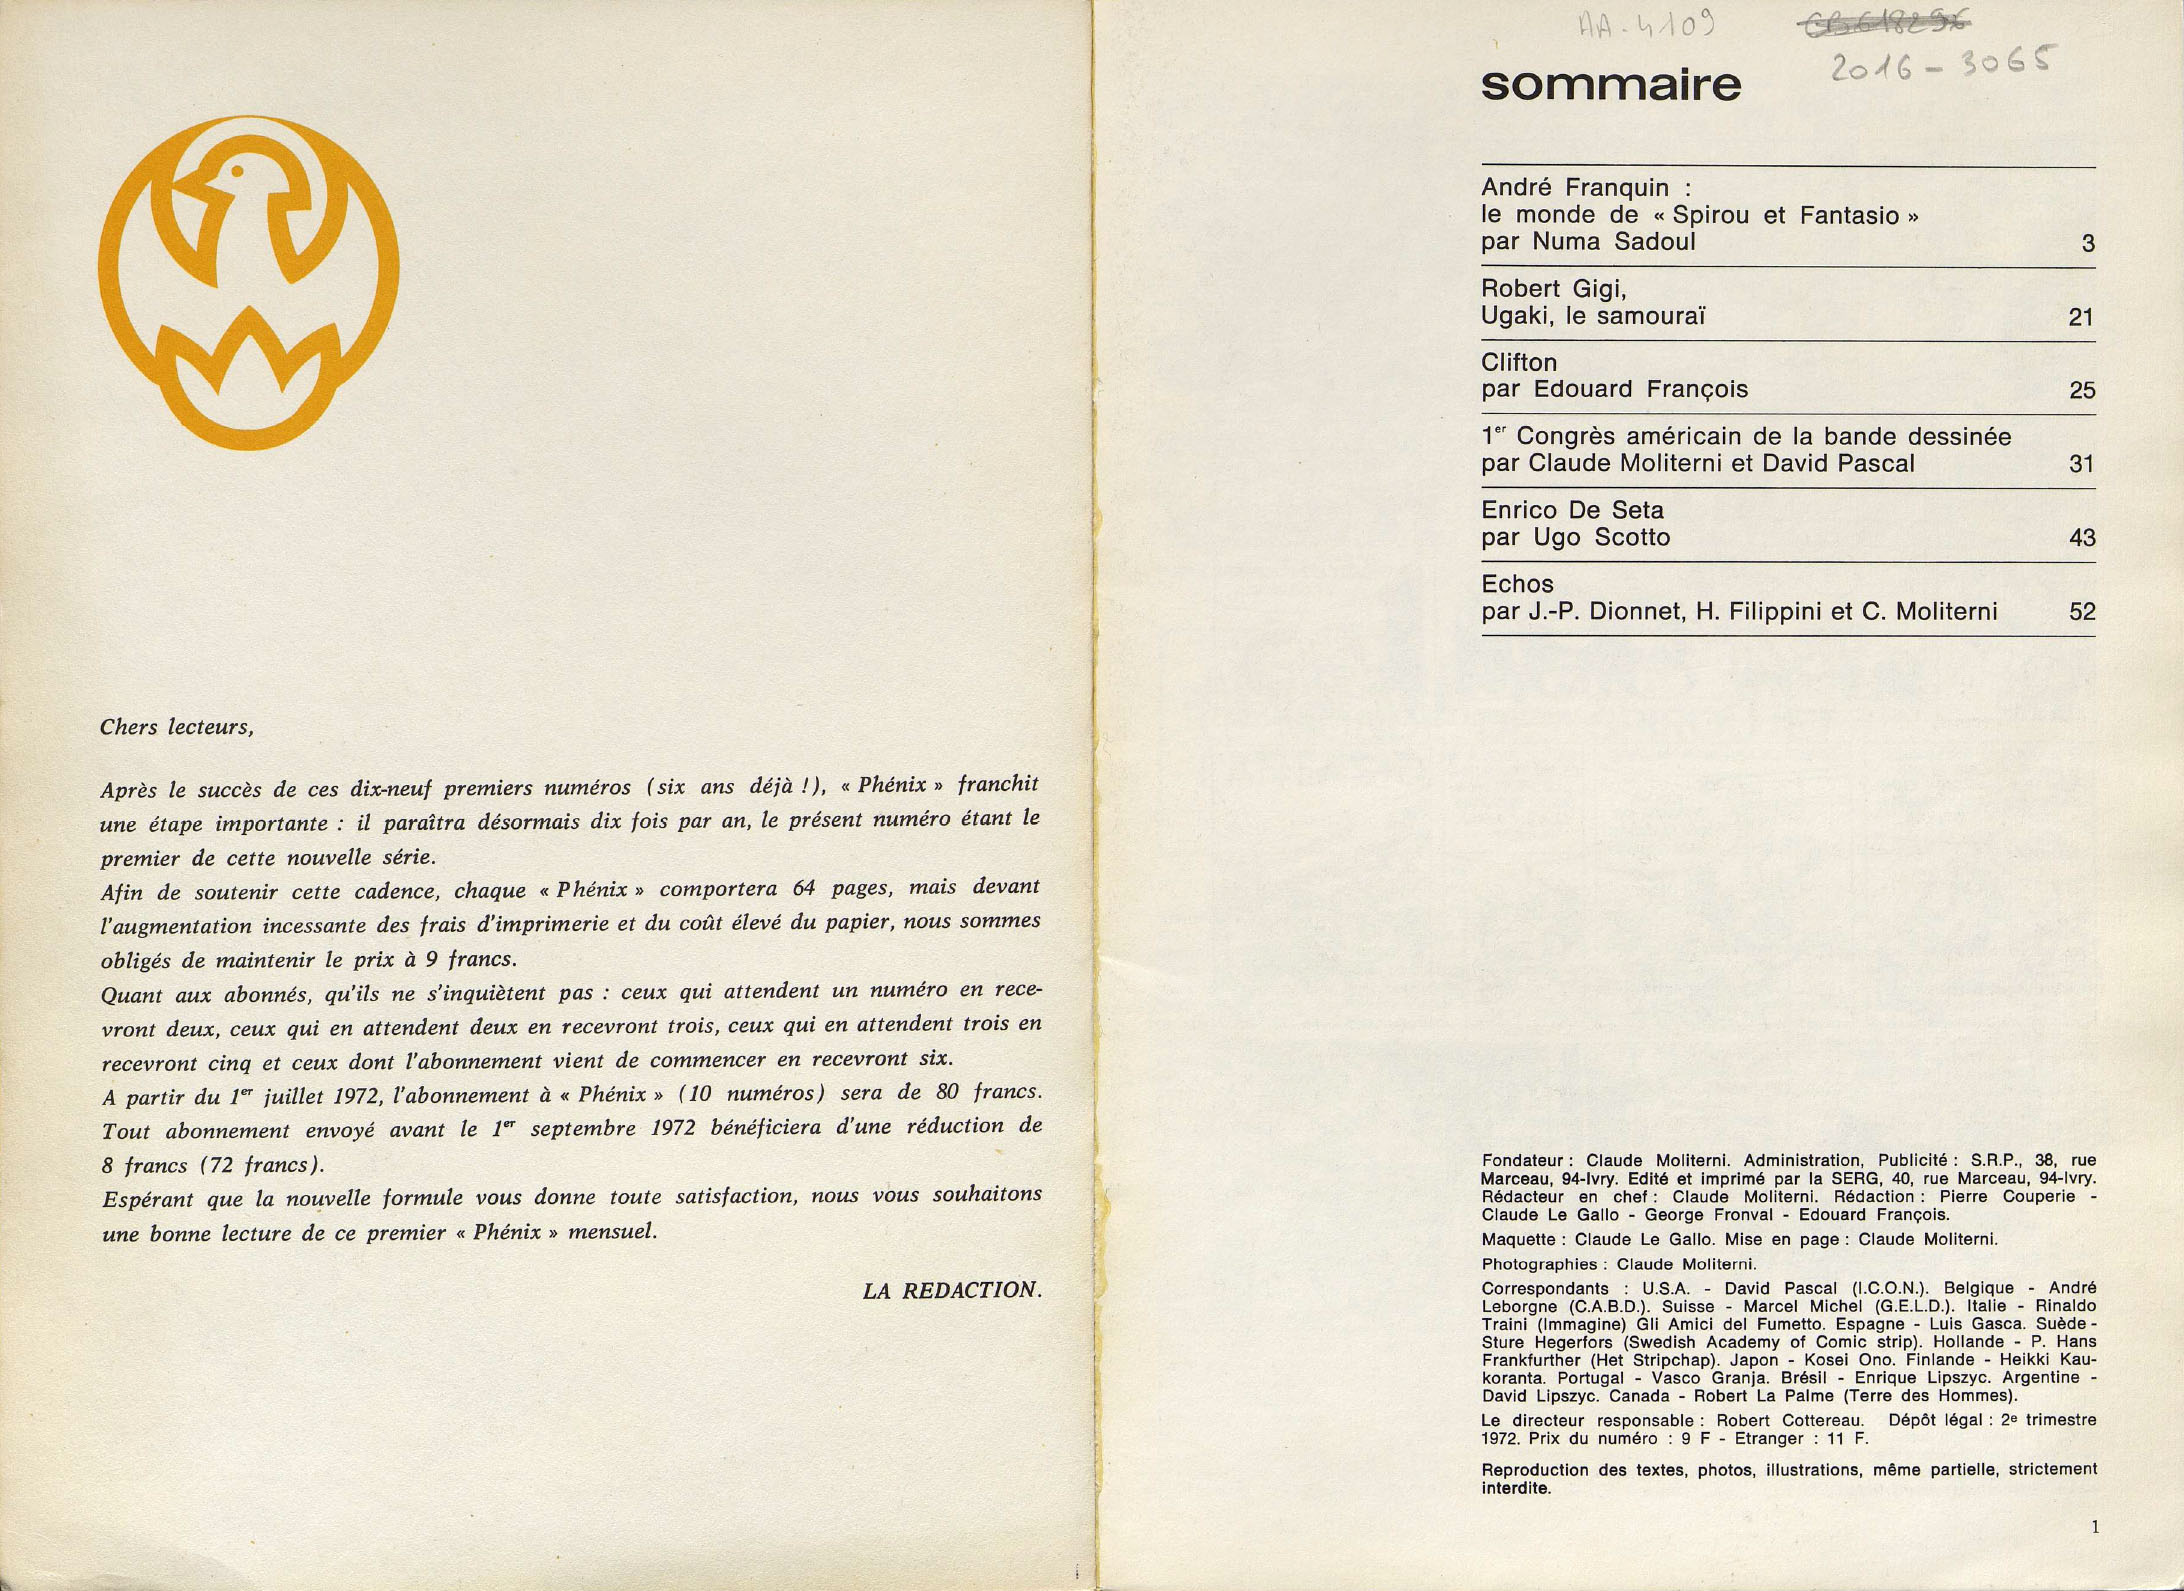 Chers lecteurs,
Après le succès de ces dix-neuf premiers numéros (six ans déjà !), « Phénix » franchit
une étape importante : il paraîtra désormais dix fois par an, le présent numéro étant le
premier de cette nouvelle série.
Afin de soutenir cette cadence, chaque « Phénix » comportera 64 pages, mais devant
l'augmentation incessante des frais d'imprimerie et du coût élevé du papier, nous sommes
obligés de maintenir le prix à 9 francs.
Quant aux abonnés, qu'ils ne s'inquiètent pas : ceux qui attendent un numéro en rece-
vront deux, ceux qui en attendent deux en recevront trois, ceux qui en attendent trois en
recevront cinq et ceux dont l'abonnement vient de commencer en recevront six.
A partir du 1er juillet 1972, l'abonnement à « Phénix » (10 numéros) sera de 80 francs.
Tout abonnement envoyé avant le 1er septembre 1972 bénéficiera d'une réduction de
8 francs (72 francs).
Espérant que la nouvelle formule vous donne toute satisfaction, nous vous souhaitons
une bonne lecture de ce premier « Phénix » mensuel.
LA REDACTION.
AA-4109
2016-3065
sommaire
André Franquin :
le monde de « Spirou et Fantasio »
par Numa Sadoul 3
Robert Gigi,
Ugaki, le samouraï 21
Clifton
par Edouard François 25
1er Congrès américain de la bande dessinée
par Claude Moliterni et David Pascal 31
Enrico De Seta
par Ugo Scotto 43
Echos
par J.-P. Dionnet, H. Filippini et C. Moliterni 52
Fondateur : Claude Moliterni. Administration, Publicité : S.R.P., 38, rue
Marceau, 94-Ivry. Edité et imprimé par la SERG, 40, rue Marceau, 94-Ivry.
Rédacteur en chef : Claude Moliterni. Rédaction : Pierre Couperie -
Claude Le Gallo - George Fronval - Edouard François.
Maquette : Claude Le Gallo. Mise en page : Claude Moliterni.
Photographies : Claude Moliterni.
Correspondants : U.S.A. - David Pascal (I.C.O.N.). Belgique - André
Leborgne (C.A.B.D.). Suisse - Marcel Michel (G.E.L.D.). Italie - Rinaldo
Traini (Immagine) Gli Amici del Fumetto. Espagne - Luis Gasca. Suède -
Sture Hegerfors (Swedish Academy of Comic strip). Hollande - P. Hans
Frankfurther (Het Stripchap). Japon - Kosei Ono. Finlande - Heikki Kau-
koranta. Portugal - Vasco Granja. Brésil - Enrique Lipszyc. Argentine -
David Lipszyc. Canada - Robert La Palme (Terre des Hommes).
Le directeur responsable : Robert Cottereau. Dépôt légal : 2e trimestre
1972. Prix du numéro : 9 F - Etranger : 11 F.
Reproduction des textes, photos, illustrations, même partielle, strictement
interdite.
1